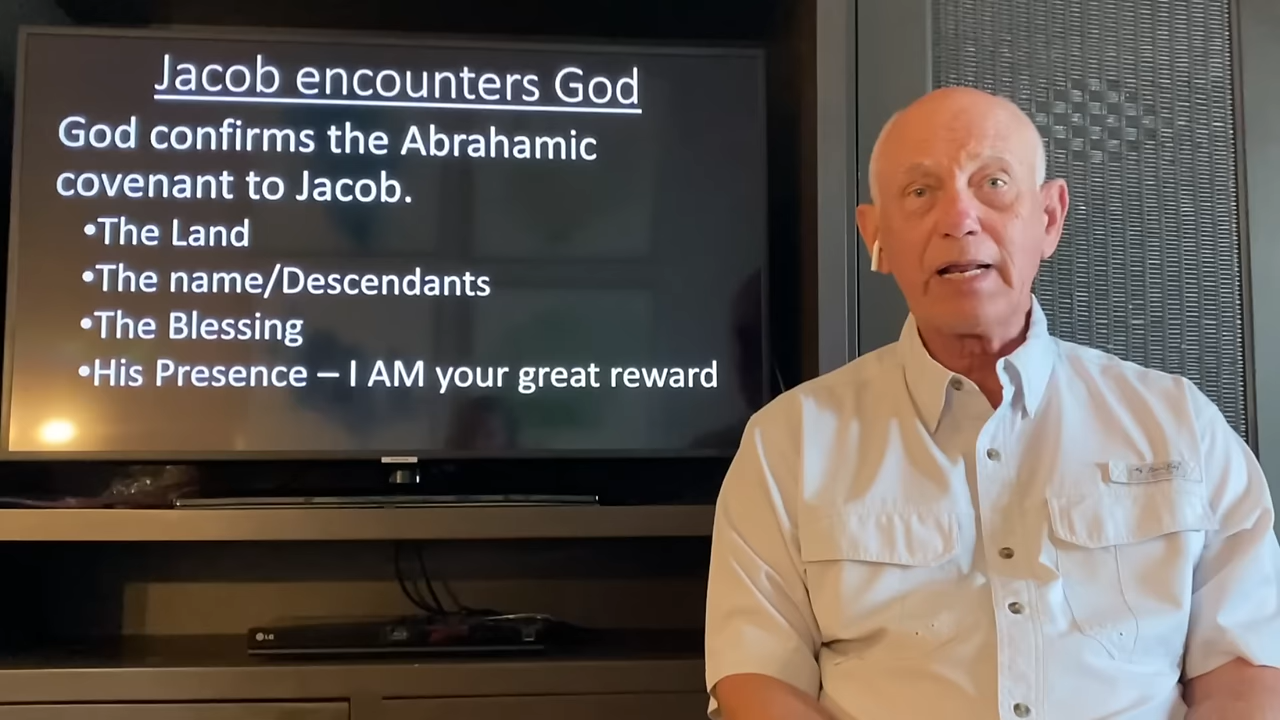 Jacob encounters God
God confirms the Abrahamic
covenant to Jacob.
•The Land
•The name/Descendants
•The Blessing
•His Presence – I AM your great reward
LG